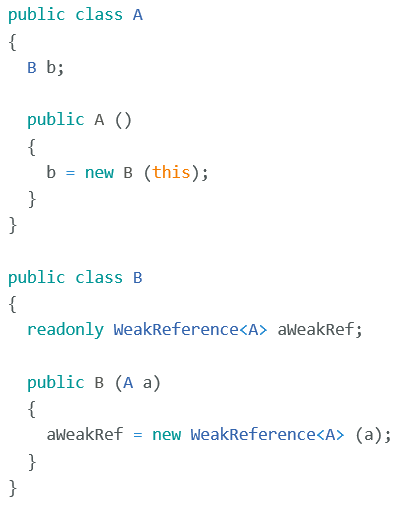 public class A
{
  B b;

  public A ()
  {
    b = new B (this);
  }
}

public class B
{
  readonly WeakReference<A> aWeakRef;

  public B (A a)
  {
    aWeakRef = new WeakReference<A> (a);
  }
}